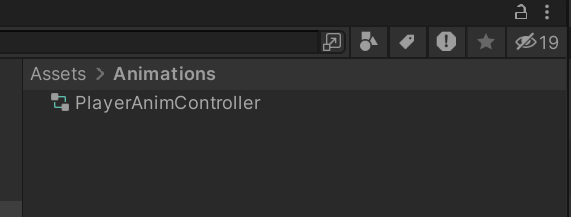 19
Assets > Animations
PlayerAnimController